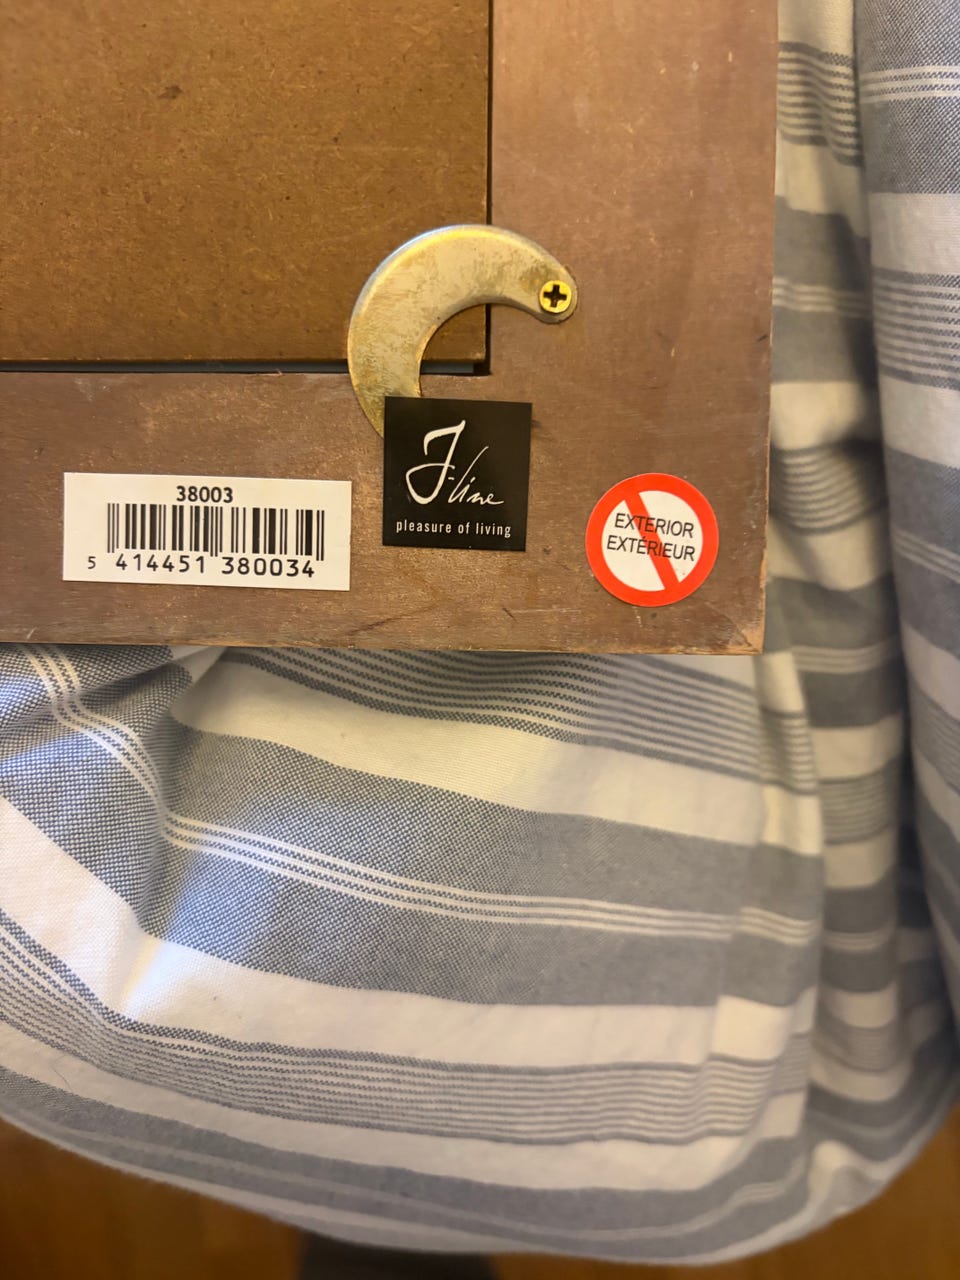 38003
5 414451 380034
J-line
pleasure of living
EXTERIOR
EXTÉRIEUR